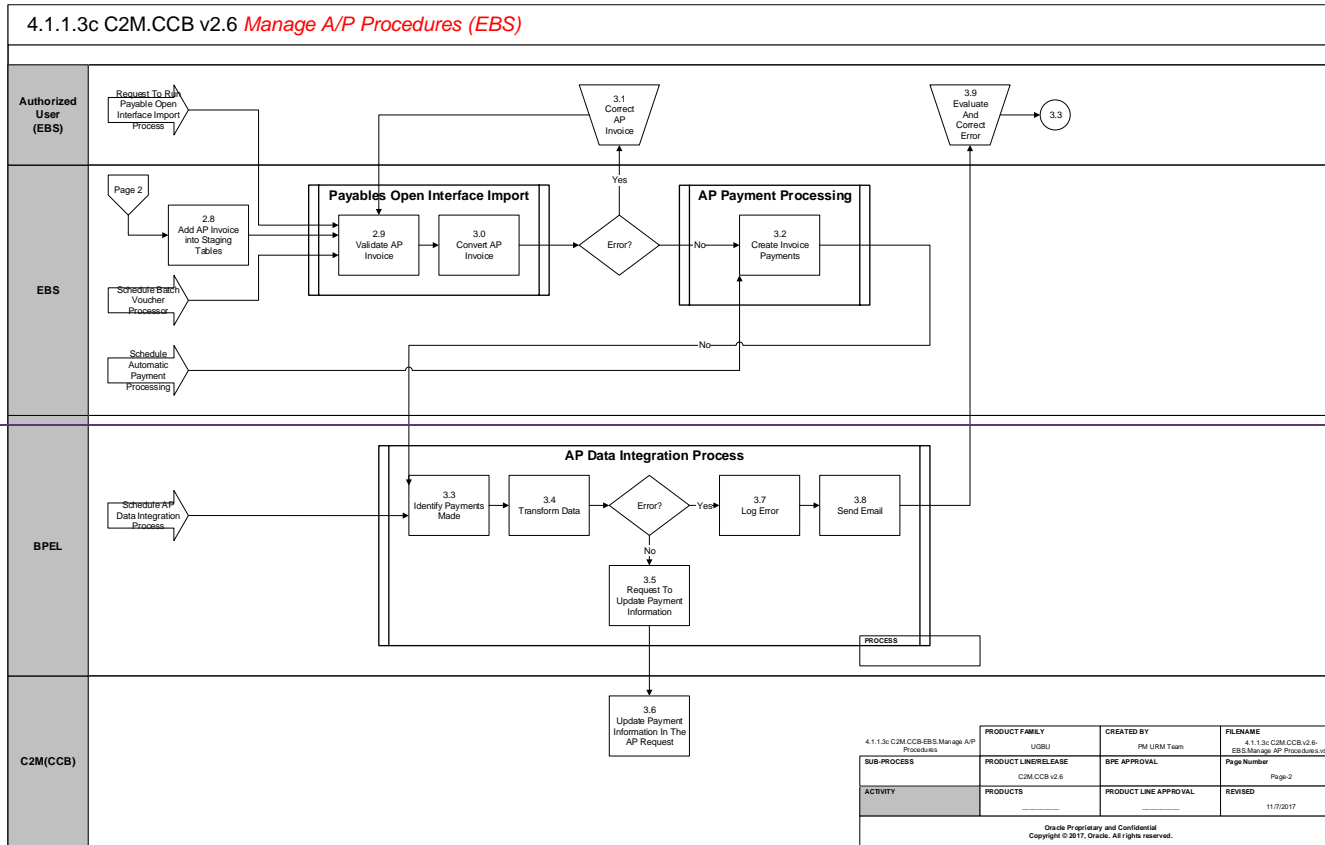 4.1.1.3c C2M.CCB v2.6 Manage A/P Procedures (EBS)
Authorized
User
(EBS)
Request To Run
Payable Open
Interface Import
Process
3.1
Correct
AP
Invoice
3.9
Evaluate
And
Correct
Error
3.3
EBS
Page 2
2.8
Add AP Invoice
into Staging
Tables
Schedule Batch
Voucher
Processor
Schedule
Automatic
Payment
Processing
Payables Open Interface Import
2.9
Validate AP
Invoice
3.0
Convert AP
Invoice
Yes
Error?
No
AP Payment Processing
3.2
Create Invoice
Payments
No
BPEL
Schedule AP
Data Integration
Process
AP Data Integration Process
3.3
Identify Payments
Made
3.4
Transform Data
Error?
Yes
3.7
Log Error
3.8
Send Email
No
3.5
Request To
Update Payment
Information
PROCESS
C2M(CCB)
3.6
Update Payment
Information In The
AP Request
4.1.1.3c C2M.CCB-EBS.Manage A/P
Procedures
PRODUCT FAMILY
UGBU
CREATED BY
PM URM Team
FILENAME
4.1.1.3c C2M.CCB.v2.6-
EBS.Manage AP Procedures.vs
SUB-PROCESS
PRODUCT LINE/RELEASE
C2M.CCB v2.6
BPE APPROVAL
Page Number
Page-2
ACTIVITY
PRODUCTS
PRODUCT LINE APPROVAL
REVISED
11/7/2017
Oracle Proprietary and Confidential
Copyright © 2017, Oracle. All rights reserved.